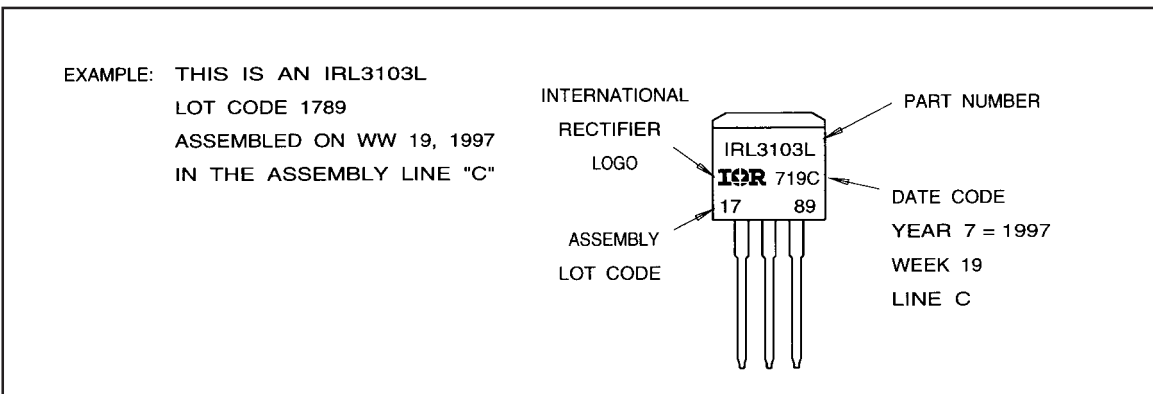 EXAMPLE: THIS IS AN IRL3103L
LOT CODE 1789
ASSEMBLED ON WW 19, 1997
IN THE ASSEMBLY LINE "C"
INTERNATIONAL
RECTIFIER
LOGO
ASSEMBLY
LOT CODE
IRL3103L
IOR 719C
17 89
PART NUMBER
DATE CODE
YEAR 7 = 1997
WEEK 19
LINE C